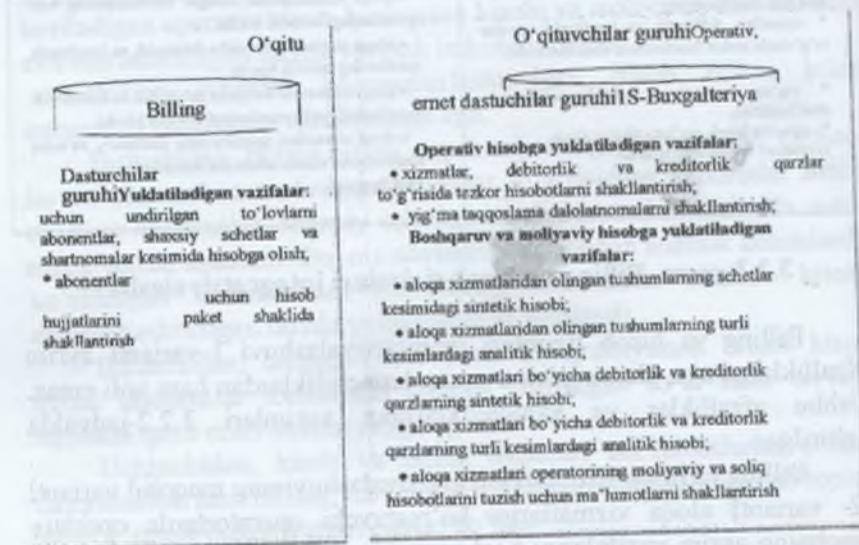 O‘qitu
Billing
Dasturchilar
guruhiYuklatiladigan vazifalar:
uchun undirilgan to‘lovlarni
abonentlar, shaxsiy schetlar va
shartnomalar kesimida hisobga olish,
* abonentlar
uchun hisob
hujjatlarini paket shaklida
shakllantirish
O‘qituvchilar guruhiOperativ,
ernet dastuchilar guruhi1S-Buxgalteriya
Operativ hisobga yuklatiladigan vazifalar:
• xizmatlar, debitorlik va kreditorlik qarzlar
to‘g‘risida tezkor hisobotlarni shakllantirish;
• yig‘ma taqqoslama dalolatnomalarni shakllantirish;
Boshqaruv va moliyaviy hisobga yuklatiladigan
vazifalar:
• aloqa xizmatlaridan olingan tushumlarning schetlar
kesimidagi sintetik hisobi;
• aloqa xizmatlaridan olingan tushumlarning turli
kesimlardagi analitik hisobi;
• aloqa xizmatlari bo‘yicha debitorlik va kreditorlik
qarzlarning sintetik hisobi;
• aloqa xizmatlari bo‘yicha debitorlik va kreditorlik
qarzlarning turli kesimlardagi analitik hisobi;
• aloqa xizmatlari operatorining moliyaviy va soliq
hisobotlarni tuzish uchun ma"lumotlarni shakllantirish